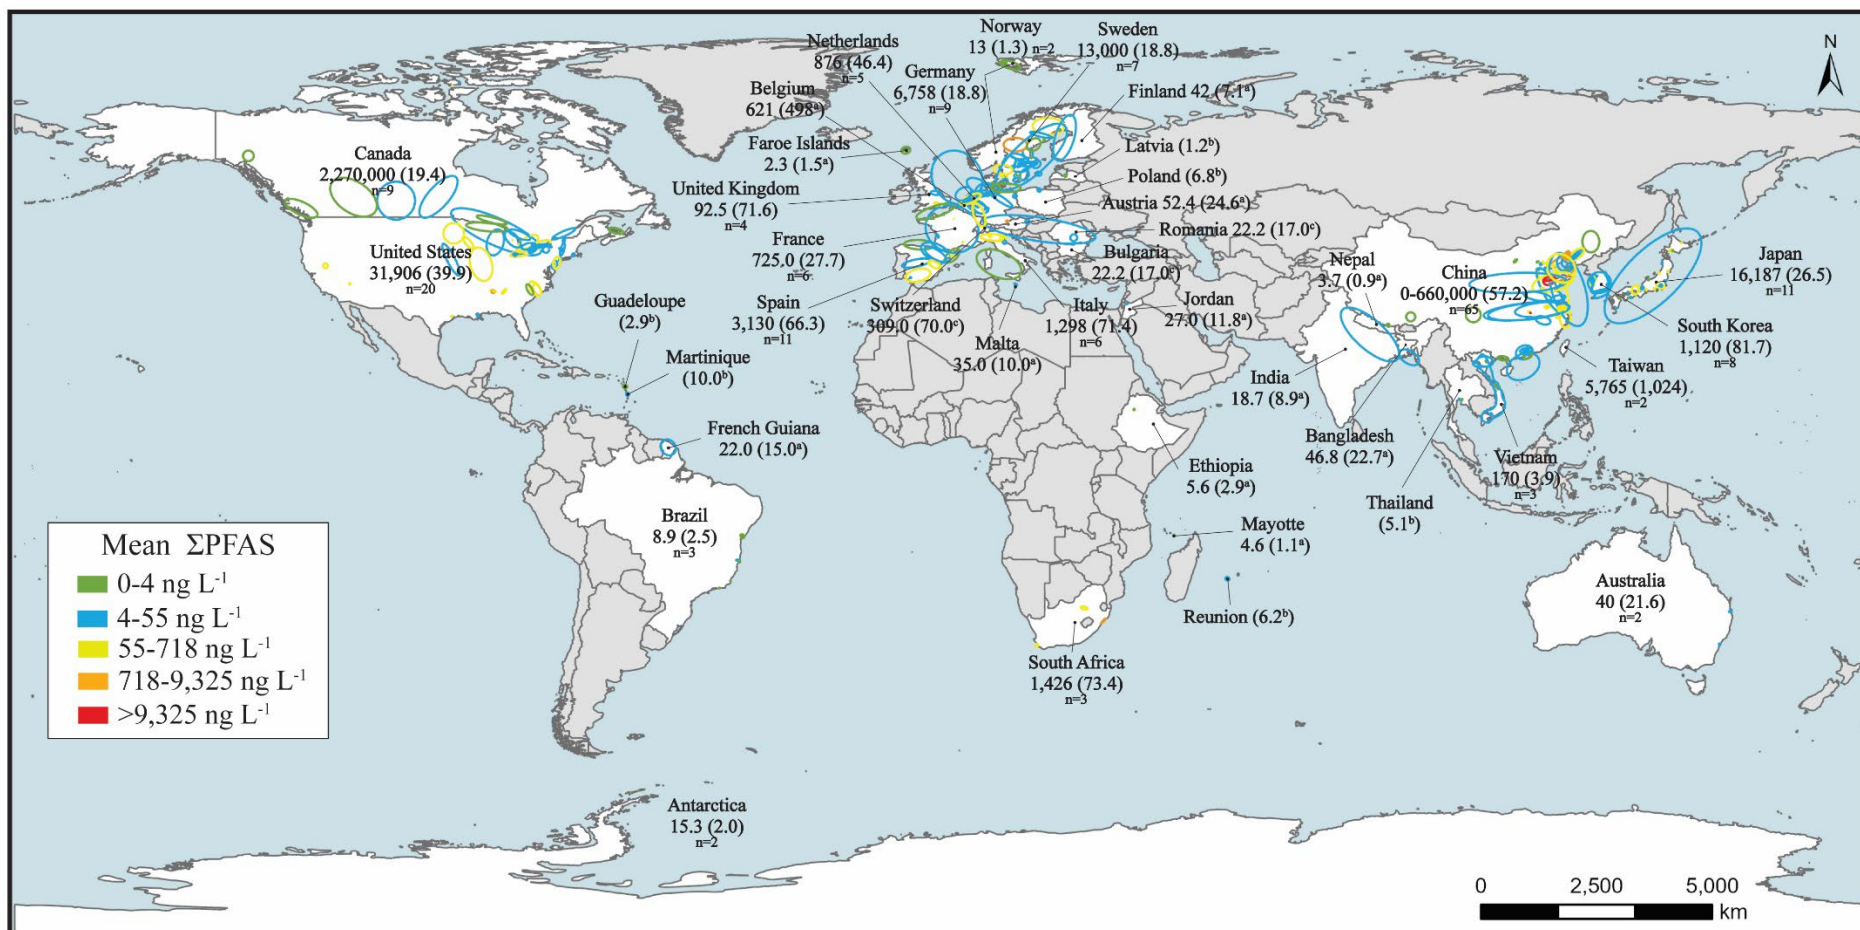 Norway
13 (1.3) n=2
Sweden
13,000 (18.8)
n=7
Netherlands
876 (46.4)
n=5
Germany
6,758 (18.8)
n=9
Belgium
621 (498ᵃ)
Finland 42 (7.1ᵃ)
Faroe Islands
2.3 (1.5ᵃ)
Latvia (1.2ᵇ)
Poland (6.8ᵇ)
United Kingdom
92.5 (71.6)
n=4
Austria 52.4 (24.6ᵃ)
Romania 22.2 (17.0ᶜ)
France
725.0 (27.7)
n=6
Bulgaria
22.2 (17.0ᶜ)
Canada
2,270,000 (19.4)
n=9
United States
31,906 (39.9)
n=20
Guadeloupe
(2.9ᵇ)
Martinique
(10.0ᵇ)
Spain
3,130 (66.3)
n=11
Switzerland
309.0 (70.0ᶜ)
Malta
35.0 (10.0ᵃ)
Italy
1,298 (71.4)
n=6
Jordan
27.0 (11.8ᵃ)
Nepal
3.7 (0.9ᵃ)
China
0-660,000 (57.2)
n=65
Japan
16,187 (26.5)
n=11
South Korea
1,120 (81.7)
n=8
Taiwan
5,765 (1,024)
n=2
India
18.7 (8.9ᵃ)
Bangladesh
46.8 (22.7ᵃ)
Thailand
(5.1ᵇ)
Vietnam
170 (3.9)
n=3
French Guiana
22.0 (15.0ᵃ)
Brazil
8.9 (2.5)
n=3
Ethiopia
5.6 (2.9ᵃ)
Mayotte
4.6 (1.1ᵃ)
Reunion (6.2ᵇ)
South Africa
1,426 (73.4)
n=3
Australia
40 (21.6)
n=2
Antarctica
15.3 (2.0)
n=2
Mean ΣPFAS
0-4 ng L⁻¹
4-55 ng L⁻¹
55-718 ng L⁻¹
718-9,325 ng L⁻¹
>9,325 ng L⁻¹
N
0 2,500 5,000
km